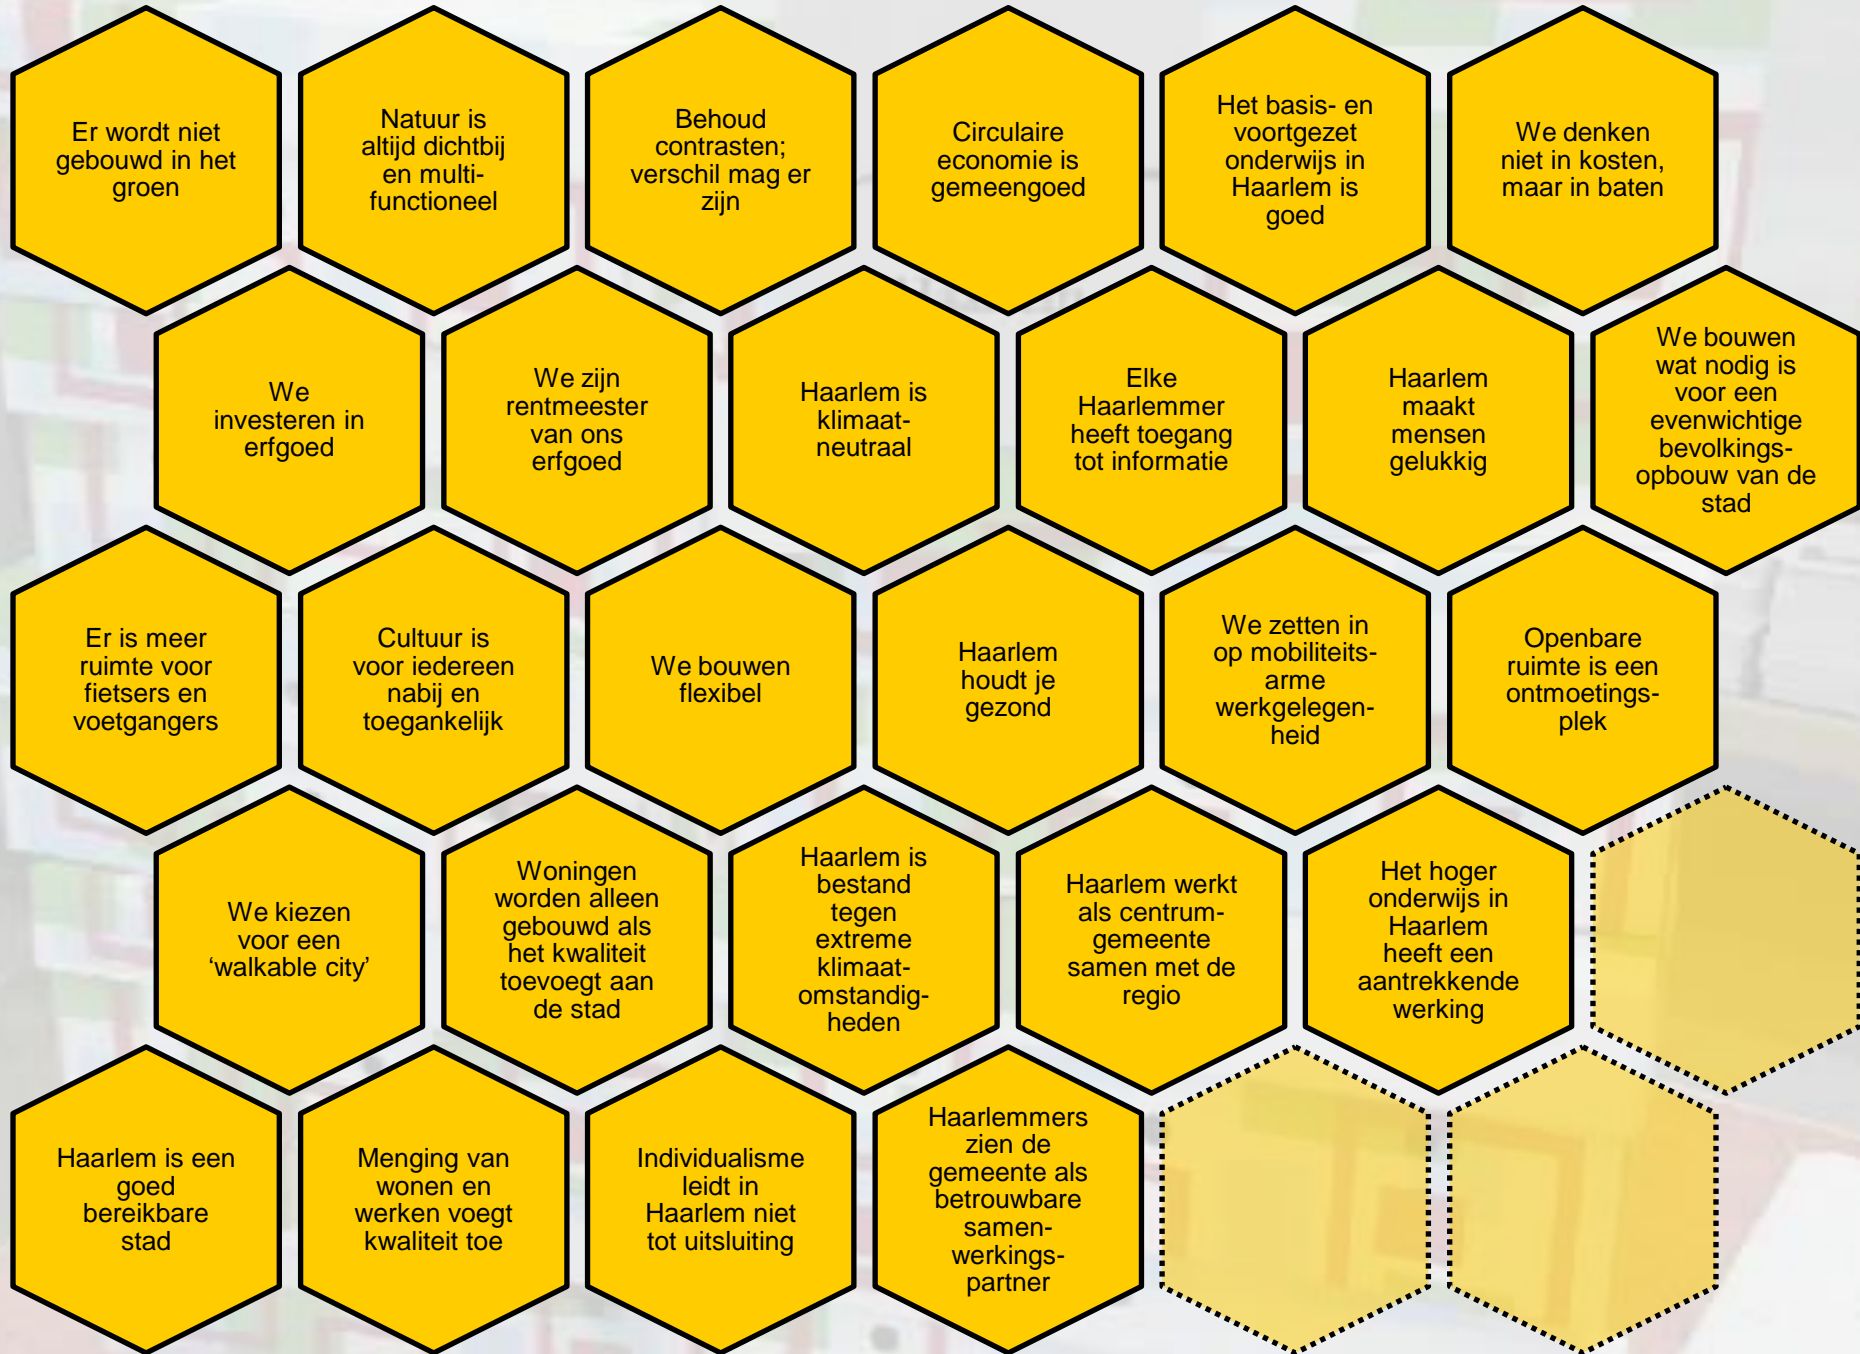 Er wordt niet
gebouwd in het
groen
Natuur is
altijd dichtbij
en multi-
functioneel
Behoud
contrasten;
verschil mag er
zijn
Circulaire
economie is
gemeengoed
Het basis- en
voortgezet
onderwijs in
Haarlem is
goed
We denken
niet in kosten,
maar in baten
We
investeren in
erfgoed
We zijn
rentmeester
van ons
erfgoed
Haarlem is
klimaat-
neutraal
Elke
Haarlemmer
heeft toegang
tot informatie
Haarlem
maakt
mensen
gelukkig
We bouwen
wat nodig is
voor een
evenwichtige
bevolkings-
opbouw van de
stad
Er is meer
ruimte voor
fietsers en
voetgangers
Cultuur is
voor iedereen
nabij en
toegankelijk
We bouwen
flexibel
Haarlem
houdt je
gezond
We zetten in
op mobiliteits-
arme
werkgelegen-
heid
Openbare
ruimte is een
ontmoetings-
plek
We kiezen
voor een
‘walkable city’
Woningen
worden alleen
gebouwd als
het kwaliteit
toevoegt aan
de stad
Haarlem is
bestand
tegen
extreme
klimaat-
omstandig-
heden
Haarlem werkt
als centrum-
gemeente
samen met de
regio
Het hoger
onderwijs in
Haarlem
heeft een
aantrekkende
werking
Haarlem is een
goed
bereikbare
stad
Menging van
wonen en
werken voegt
kwaliteit toe
Individualisme
leidt in
Haarlem niet
tot uitsluiting
Haarlemmers
zien de
gemeente als
betrouwbare
samen-
werkings-
partner